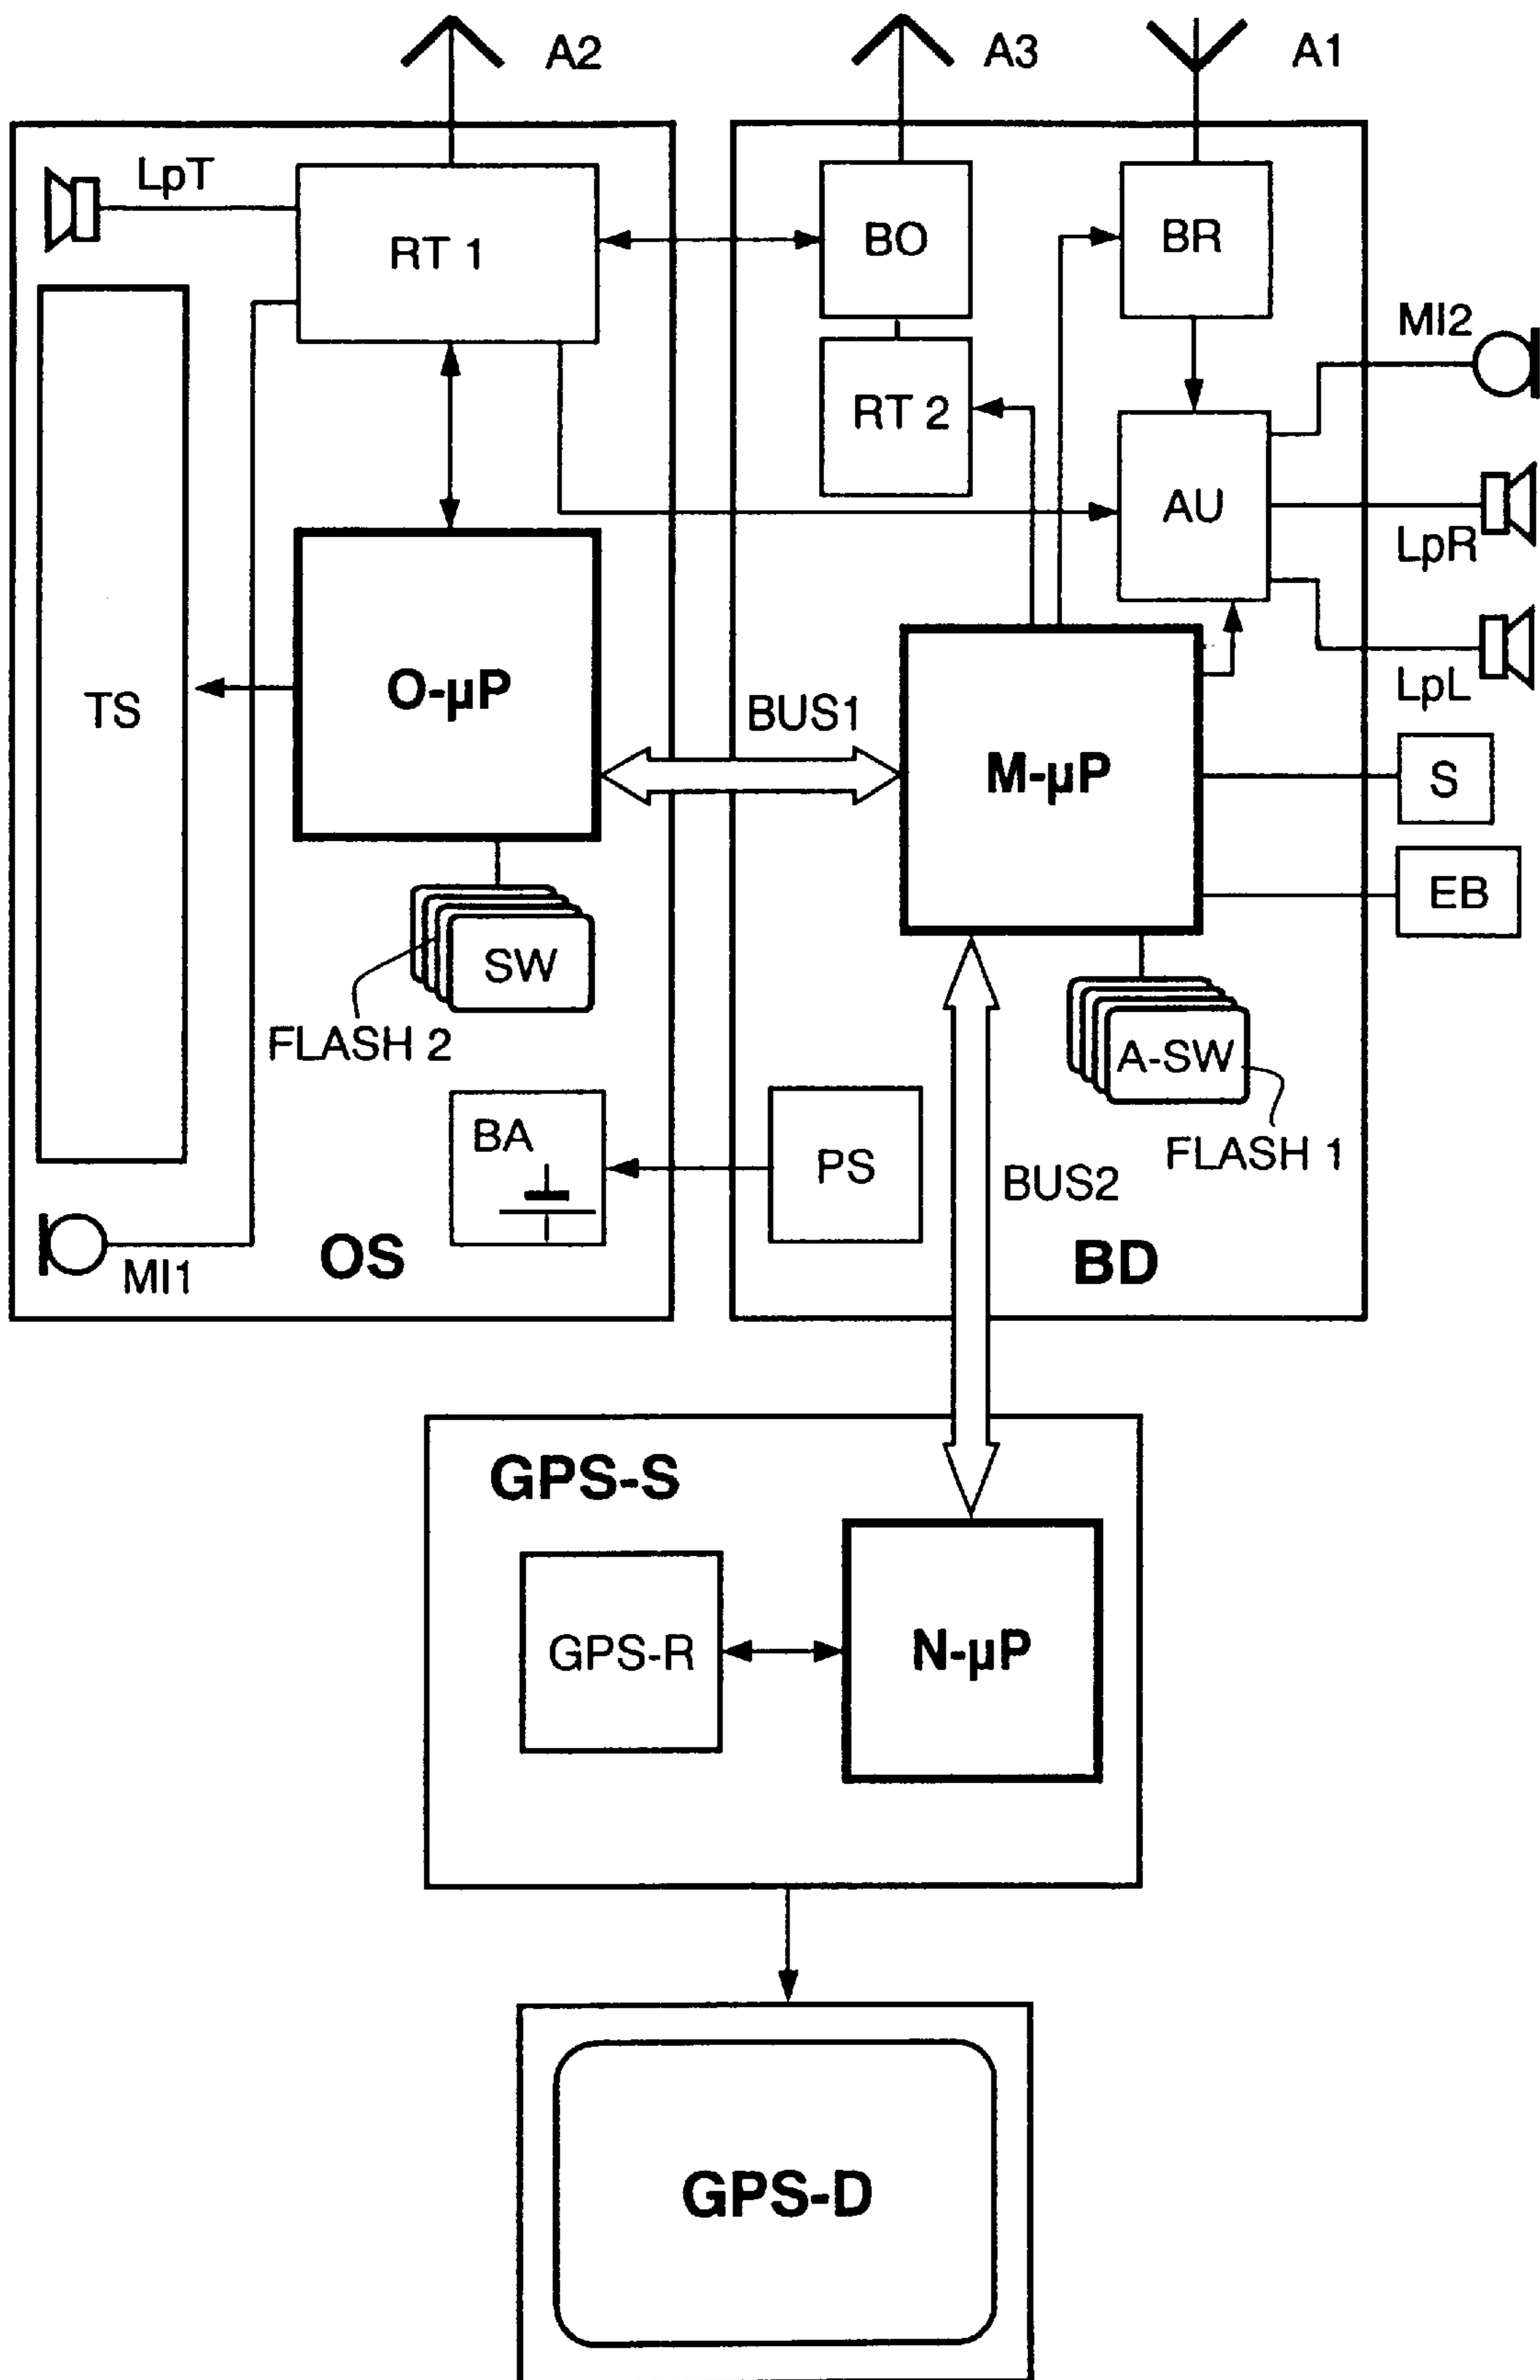 A2
A3
A1
LpT
RT 1
BO
BR
MI2
RT 2
AU
LpR
O-µP
TS
LpL
BUS1
M-µP
S
EB
SW
FLASH 2
A-SW
BA
PS
FLASH 1
BUS2
OS
BD
MI1
GPS-S
GPS-R
N-µP
GPS-D